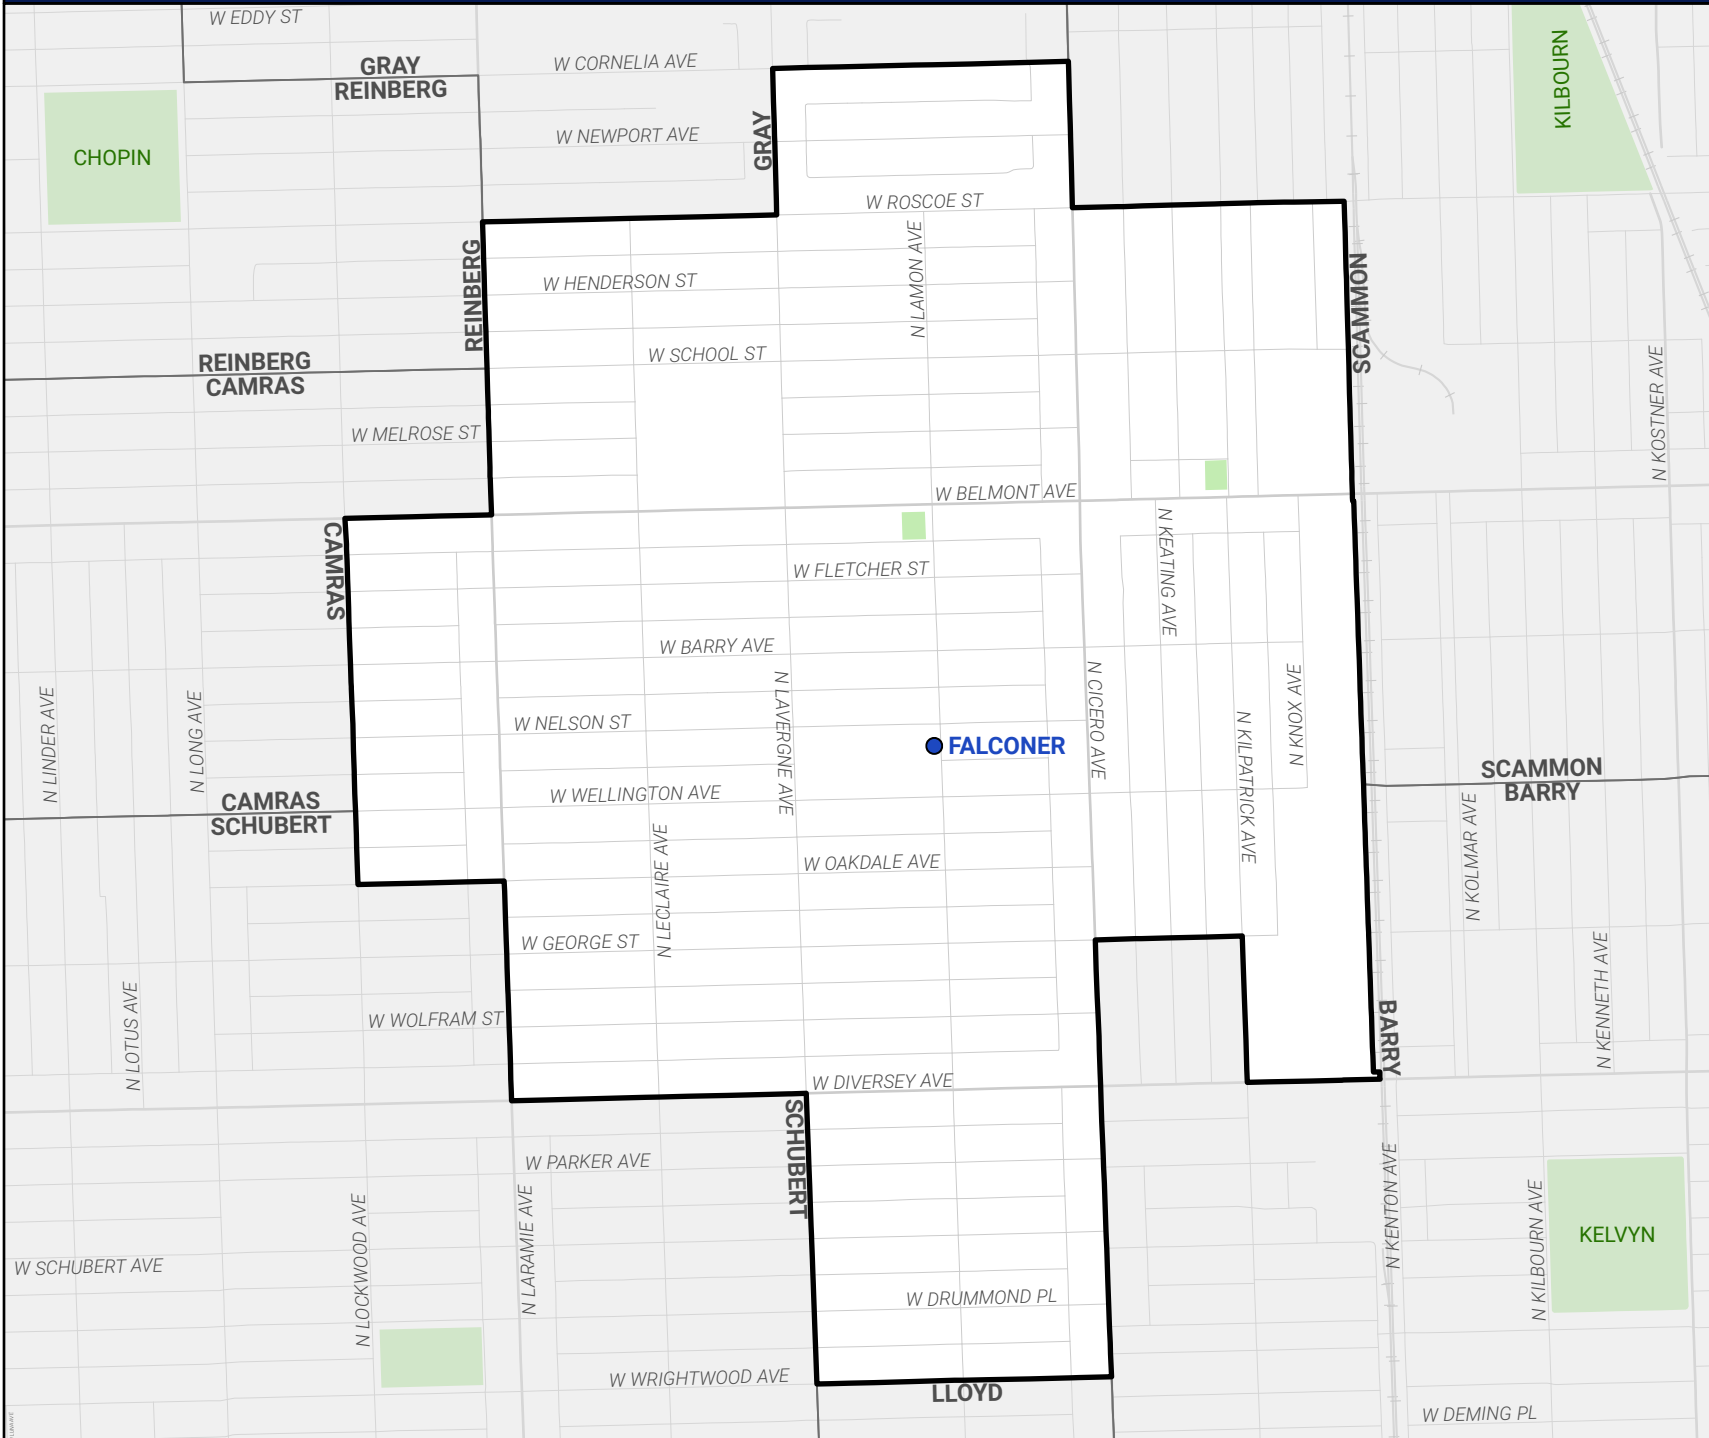 W EDDY ST
W CORNELIA AVE
GRAY
REINBERG
KILBOURN
CHOPIN
W NEWPORT AVE
GRAY
W ROSCOE ST
REINBERG
W HENDERSON ST
N LAMON AVE
SCAMMON
W SCHOOL ST
REINBERG
CAMRAS
N KOSTNER AVE
W MELROSE ST
W BELMONT AVE
CAMRAS
N KEATING AVE
W FLETCHER ST
W BARRY AVE
N LINDER AVE
N LONG AVE
N LAVERGNE AVE
N CICERO AVE
N KNOX AVE
W NELSON ST
FALCONER
N KILPATRICK AVE
SCAMMON
BARRY
W WELLINGTON AVE
CAMRAS
SCHUBERT
N LECLAIRE AVE
W OAKDALE AVE
N KOLMAR AVE
W GEORGE ST
N KENNETH AVE
N LOTUS AVE
W WOLFRAM ST
BARRY
W DIVERSEY AVE
SCHUBERT
W PARKER AVE
N KENTON AVE
N LARAMIE AVE
N LOCKWOOD AVE
N KILBOURN AVE
KELVYN
W SCHUBERT AVE
W DRUMMOND PL
W WRIGHTWOOD AVE
LLOYD
W DEMING PL